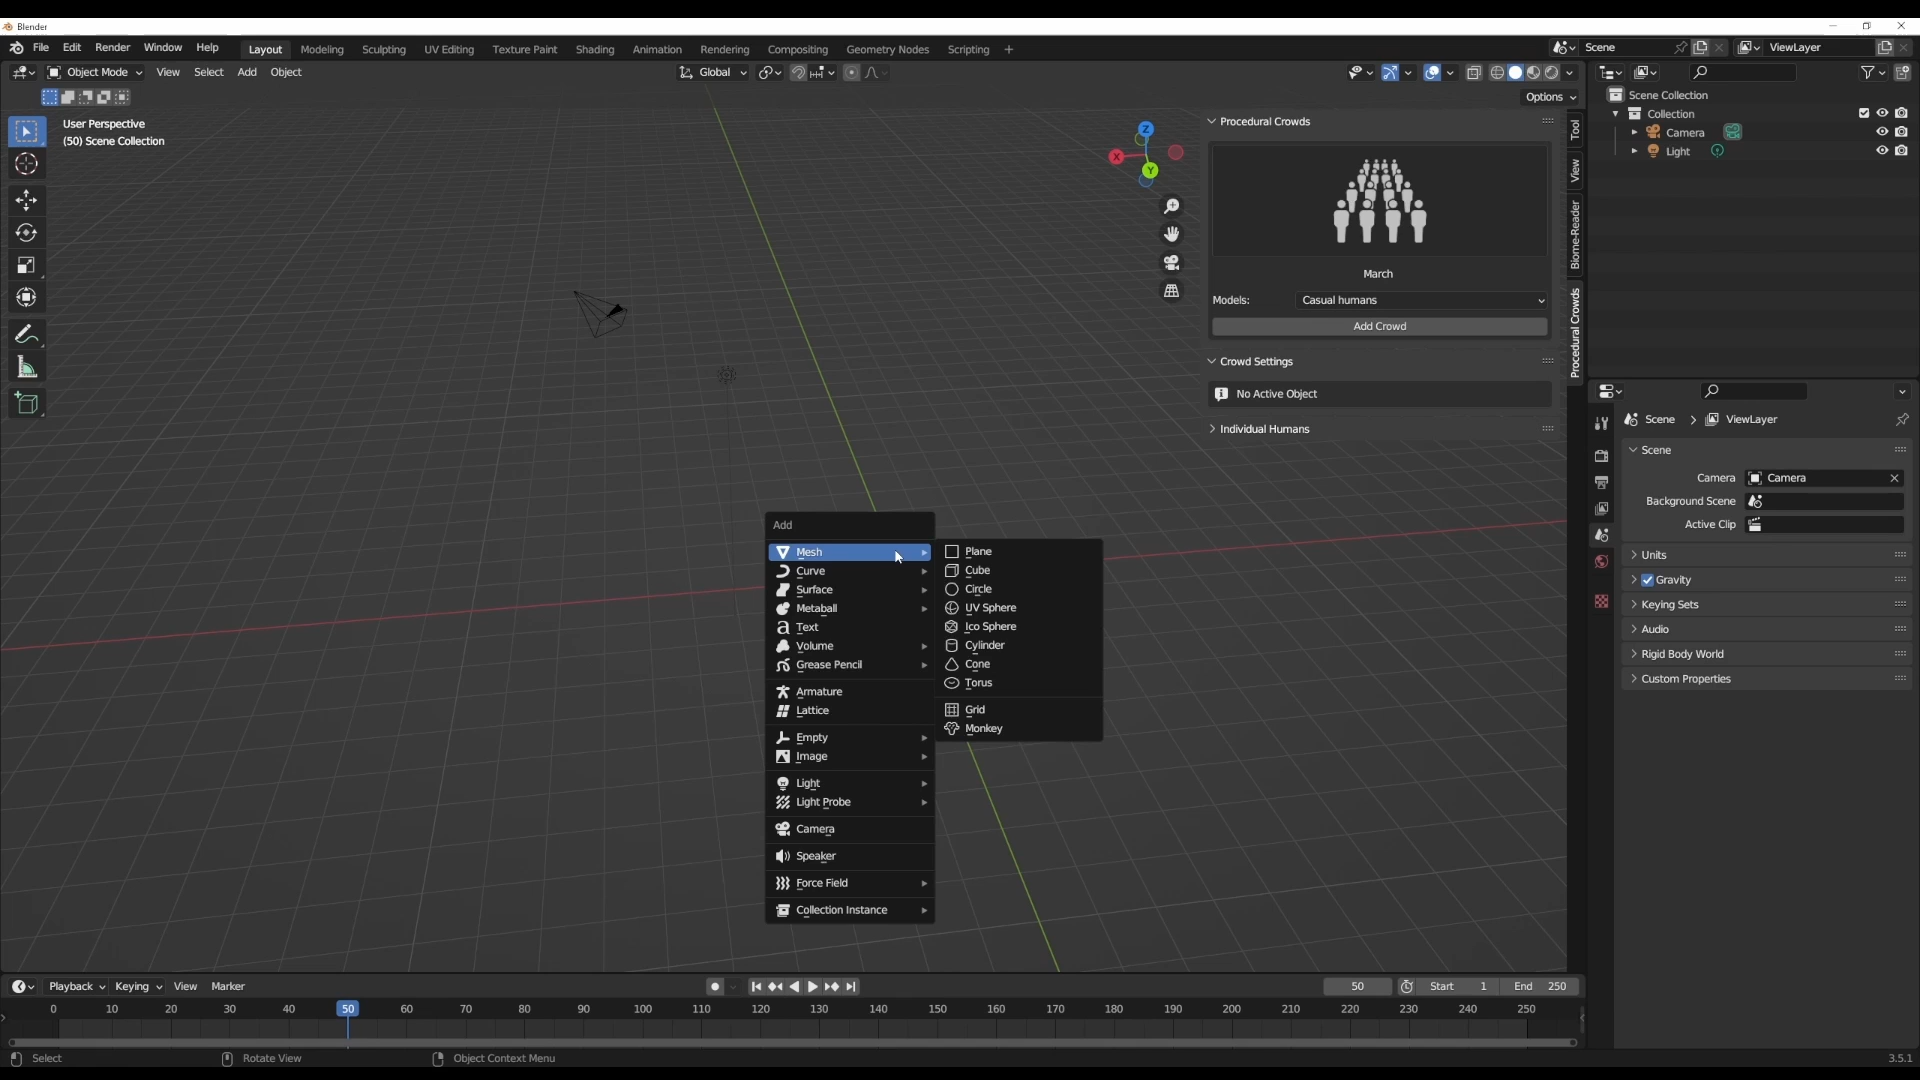 Blender
File Edit Render Window Help Layout Modeling Sculpting UV Editing Texture Paint Shading Animation Rendering Compositing Geometry Nodes Scripting + Scene ViewLayer
Object Mode View Select Add Object Global
Options
User Perspective
(50) Scene Collection
Z
X
Y
Procedural Crowds
March
Models: Casual humans
Add Crowd
Crowd Settings
No Active Object
Individual Humans
Tool
View
Biome-Reader
Procedural Crowds
Scene Collection
Collection
Camera
Light
Scene > ViewLayer
Scene
Camera Camera
Background Scene
Active Clip
Units
Gravity
Keying Sets
Audio
Rigid Body World
Custom Properties
Add
Mesh
Curve
Surface
Metaball
Text
Volume
Grease Pencil
Armature
Lattice
Empty
Image
Light
Light Probe
Camera
Speaker
Force Field
Collection Instance
Plane
Cube
Circle
UV Sphere
Ico Sphere
Cylinder
Cone
Torus
Grid
Monkey
Playback Keying View Marker 50 Start 1 End 250
0 10 20 30 40 50 60 70 80 90 100 110 120 130 140 150 160 170 180 190 200 210 220 230 240 250
Select Rotate View Object Context Menu 3.5.1